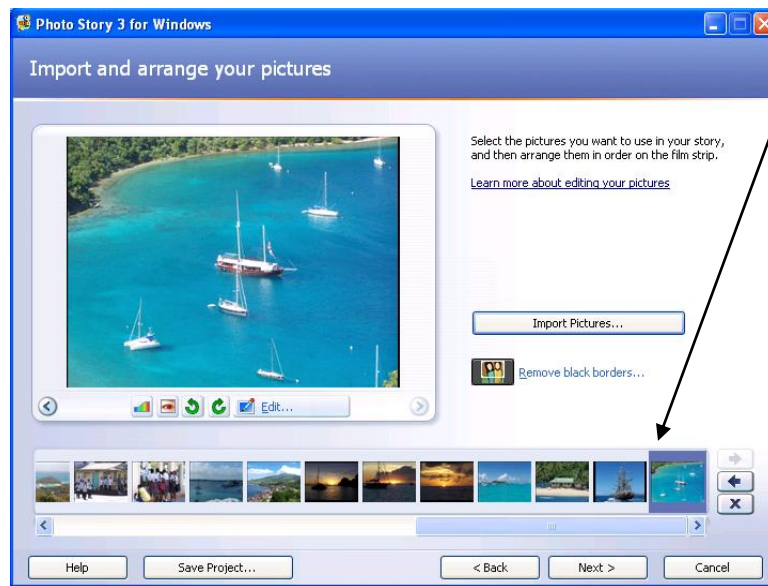 Photo Story 3 for Windows
Import and arrange your pictures
Select the pictures you want to use in your story,
and then arrange them in order on the film strip.
Learn more about editing your pictures
Import Pictures...
Remove black borders...
Edit...
Help
Save Project...
< Back
Next >
Cancel